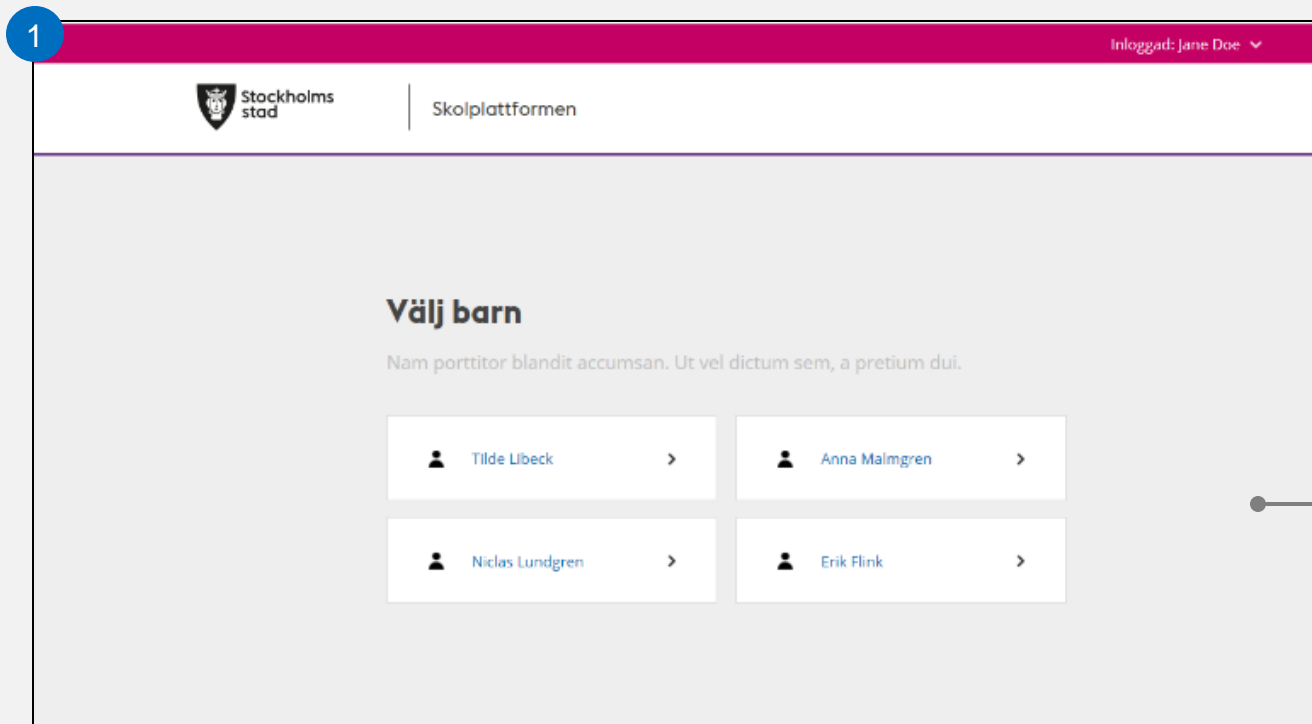 1
Inloggad: Jane Doe
Stockholms
stad
Skolplattformen
Välj barn
Nam porttitor blandit accumsan. Ut vel dictum sem, a pretium dui.
Tilde Libeck
Anna Malmgren
Niclas Lundgren
Erik Flink